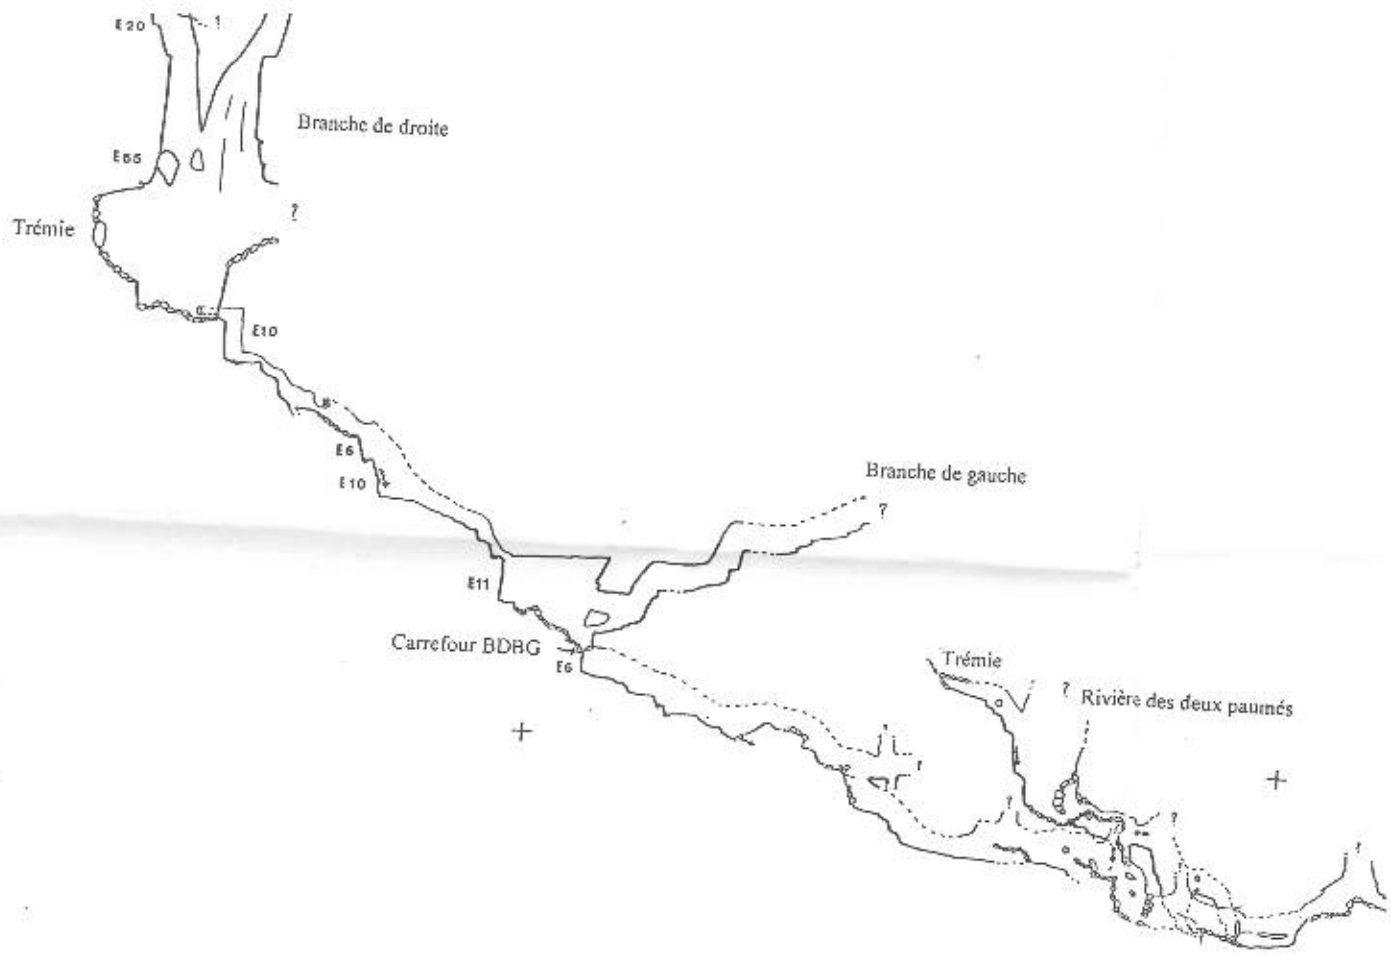 E20
?
Branche de droite
E55
?
Trémie
E10
E6
E10
Branche de gauche
?
E11
Carrefour BDBG
E6
Trémie
? Rivière des deux paumés
?
?
?
?
?